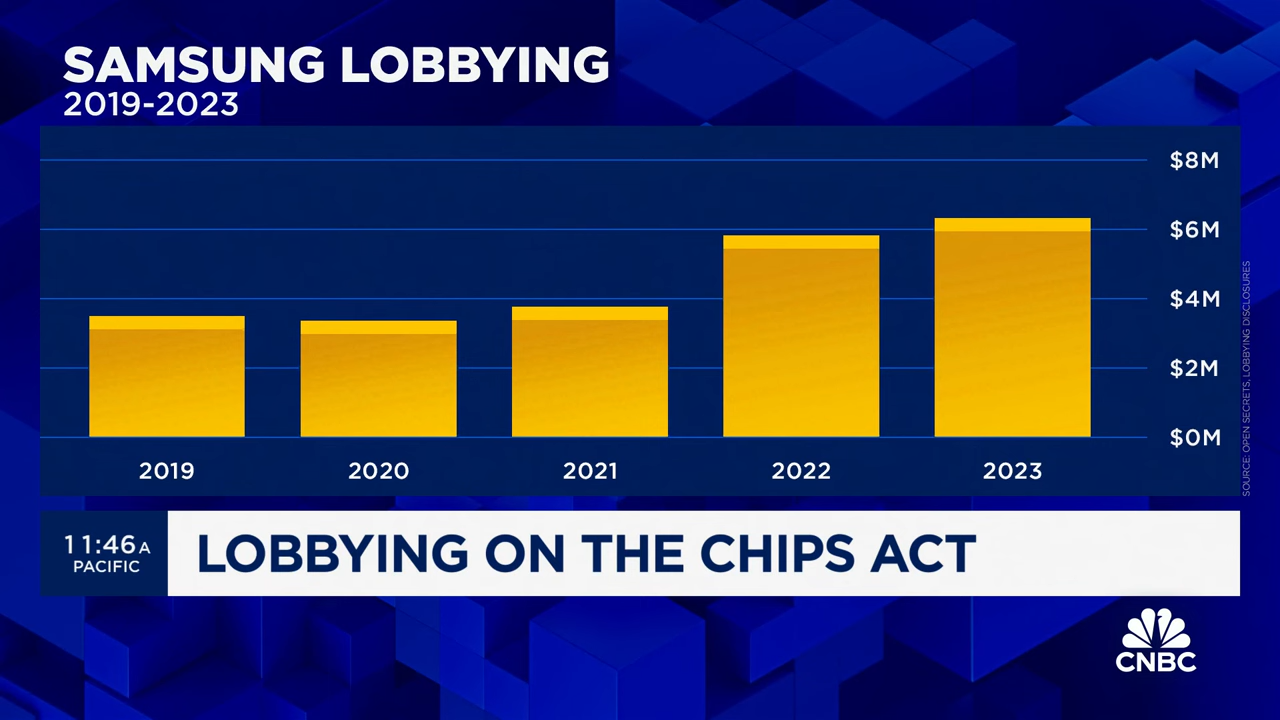 SAMSUNG LOBBYING
2019-2023
$8M
$6M
$4M
$2M
$0M
2019 2020 2021 2022 2023
SOURCE: OPEN SECRETS, LOBBYING DISCLOSURES
11:46 A
PACIFIC
LOBBYING ON THE CHIPS ACT
CNBC